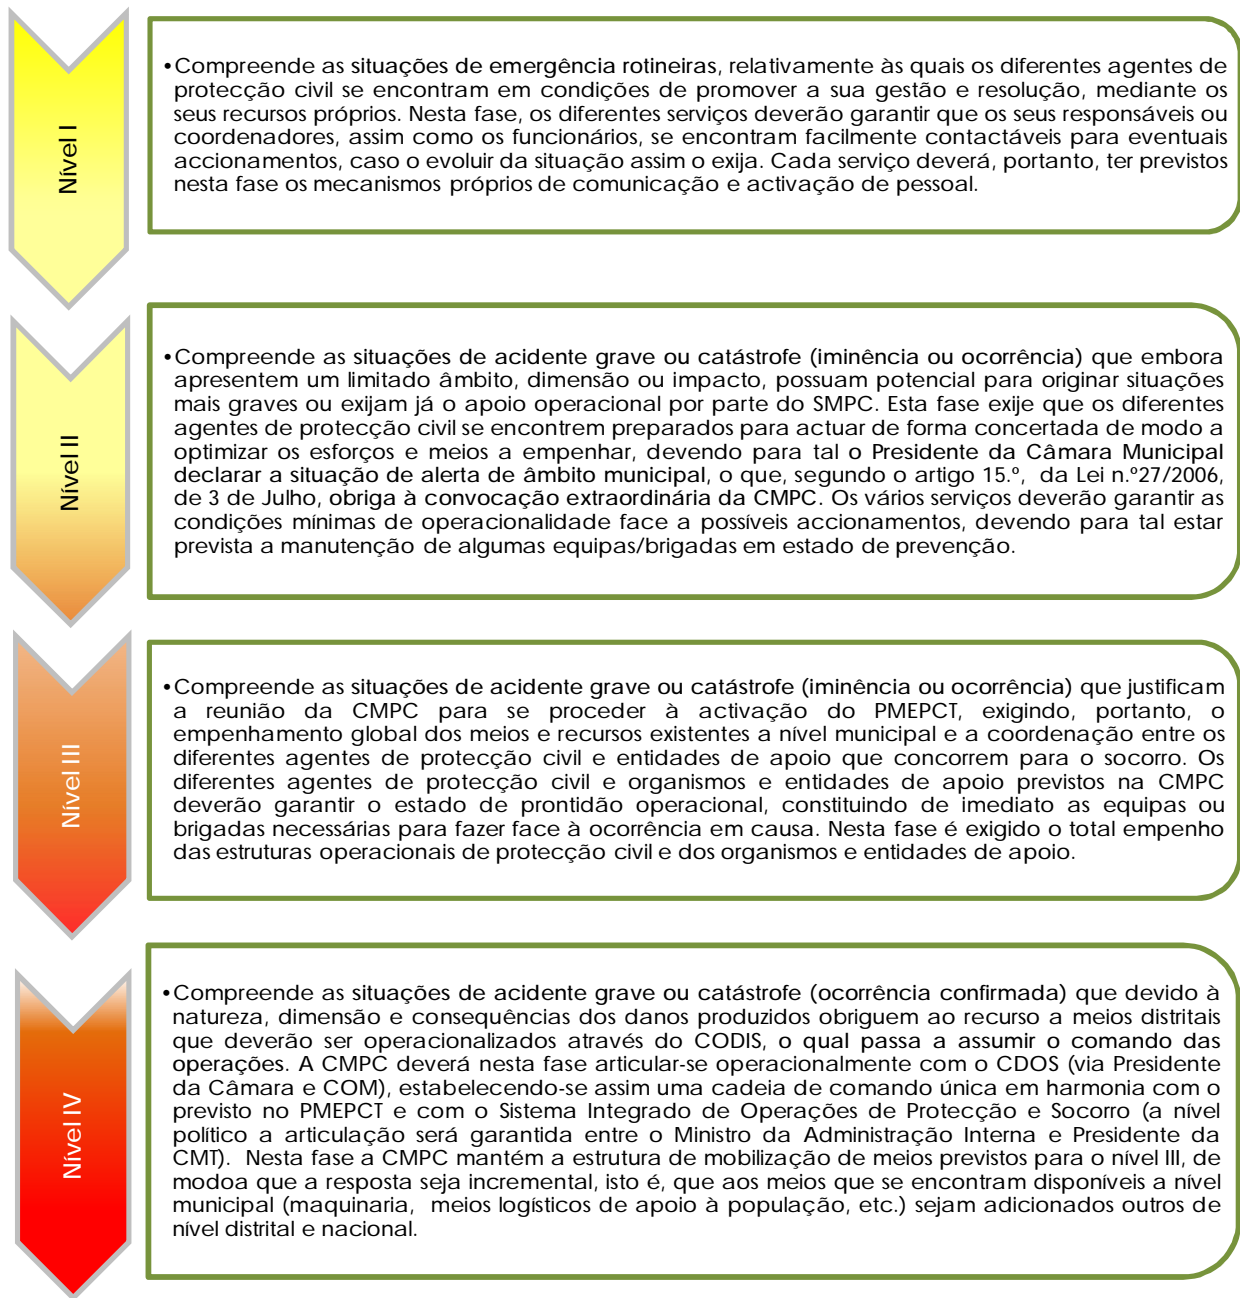 Nível I
•Compreende as situações de emergência rotineiras, relativamente às quais os diferentes agentes de
protecção civil se encontram em condições de promover a sua gestão e resolução, mediante os
seus recursos próprios. Nesta fase, os diferentes serviços deverão garantir que os seus responsáveis ou
coordenadores, assim como os funcionários, se encontram facilmente contactáveis para eventuais
accionamentos, caso o evoluir da situação assim o exija. Cada serviço deverá, portanto, ter previstos
nesta fase os mecanismos próprios de comunicação e activação de pessoal.
Nível II
•Compreende as situações de acidente grave ou catástrofe (iminência ou ocorrência) que embora
apresentem um limitado âmbito, dimensão ou impacto, possuam potencial para originar situações
mais graves ou exijam já o apoio operacional por parte do SMPC. Esta fase exije que os diferentes
agentes de protecção civil se encontrem preparados para actuar de forma concertada de modo a
optimizar os esforços e meios a empenhar, devendo para tal o Presidente da Câmara Municipal
declarar a situação de alerta de âmbito municipal, o que, segundo o artigo 15.º, da Lei n.º27/2006,
de 3 de Julho, obriga à convocação extraordinária da CMPC. Os vários serviços deverão garantir as
condições mínimas de operacionalidade face a possíveis accionamentos, devendo para tal estar
prevista a manutenção de algumas equipas/brigadas em estado de prevenção.
Nível III
•Compreende as situações de acidente grave ou catástrofe (iminência ou ocorrência) que justificam
a reunião da CMPC para se proceder à activação do PMEPCT, exigindo, portanto, o
empenhamento global dos meios e recursos existentes a nível municipal e a coordenação entre os
diferentes agentes de protecção civil e entidades de apoio que concorrem para o socorro. Os
diferentes agentes de protecção civil e organismos e entidades de apoio previstos na CMPC
deverão garantir o estado de prontidão operacional, constituindo de imediato as equipas ou
brigadas necessárias para fazer face à ocorrência em causa. Nesta fase é exigido o total empenho
das estruturas operacionais de protecção civil e dos organismos e entidades de apoio.
Nível IV
•Compreende as situações de acidente grave ou catástrofe (ocorrência confirmada) que devido à
natureza, dimensão e consequências dos danos produzidos obriguem ao recurso a meios distritais
que deverão ser operacionalizados através do CODIS, o qual passa a assumir o comando das
operações. A CMPC deverá nesta fase articular-se operacionalmente com o CDOS (via Presidente
da Câmara e COM), estabelecendo-se assim uma cadeia de comando única em harmonia com o
previsto no PMEPCT e com o Sistema Integrado de Operações de Protecção e Socorro (a nível
político a articulação será garantida entre o Ministro da Administração Interna e Presidente da
CMT). Nesta fase a CMPC mantém a estrutura de mobilização de meios previstos para o nível III, de
modoa que a resposta seja incremental, isto é, que aos meios que se encontram disponíveis a nível
municipal (maquinaria, meios logísticos de apoio à população, etc.) sejam adicionados outros de
nível distrital e nacional.